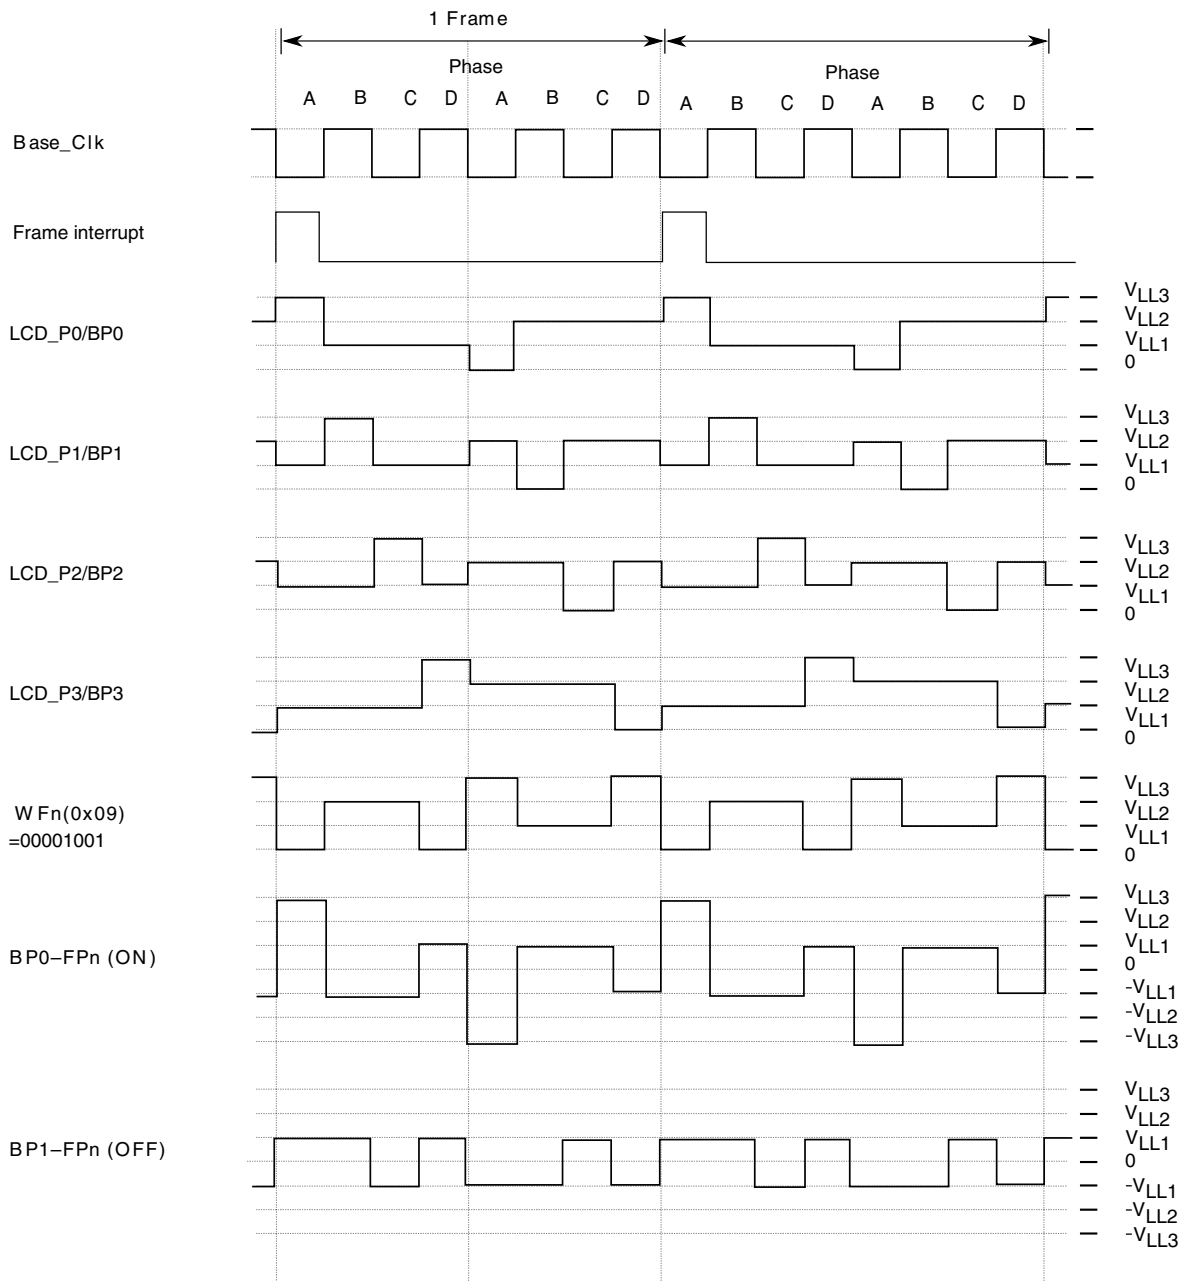 1 Frame
Phase
Phase
A B C D A B C D A B C D A B C D
Base_Clk
Frame interrupt
LCD_P0/BP0
VLL3
VLL2
VLL1
0
LCD_P1/BP1
VLL3
VLL2
VLL1
0
LCD_P2/BP2
VLL3
VLL2
VLL1
0
LCD_P3/BP3
VLL3
VLL2
VLL1
0
WFn(0x09)
=00001001
VLL3
VLL2
VLL1
0
BP0–FPn (ON)
VLL3
VLL2
VLL1
0
-VLL1
-VLL2
-VLL3
BP1–FPn (OFF)
VLL3
VLL2
VLL1
0
-VLL1
-VLL2
-VLL3